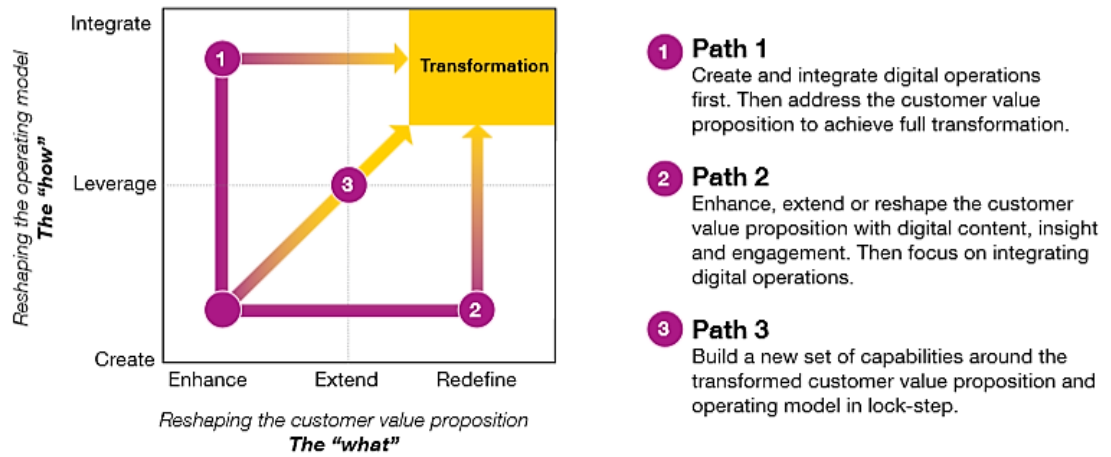 Integrate
Leverage
Create
Reshaping the operating model
The "how"
1
3
2
Transformation
Enhance
Extend
Redefine
Reshaping the customer value proposition
The "what"
1
Path 1
Create and integrate digital operations
first. Then address the customer value
proposition to achieve full transformation.
2
Path 2
Enhance, extend or reshape the customer
value proposition with digital content, insight
and engagement. Then focus on integrating
digital operations.
3
Path 3
Build a new set of capabilities around the
transformed customer value proposition and
operating model in lock-step.